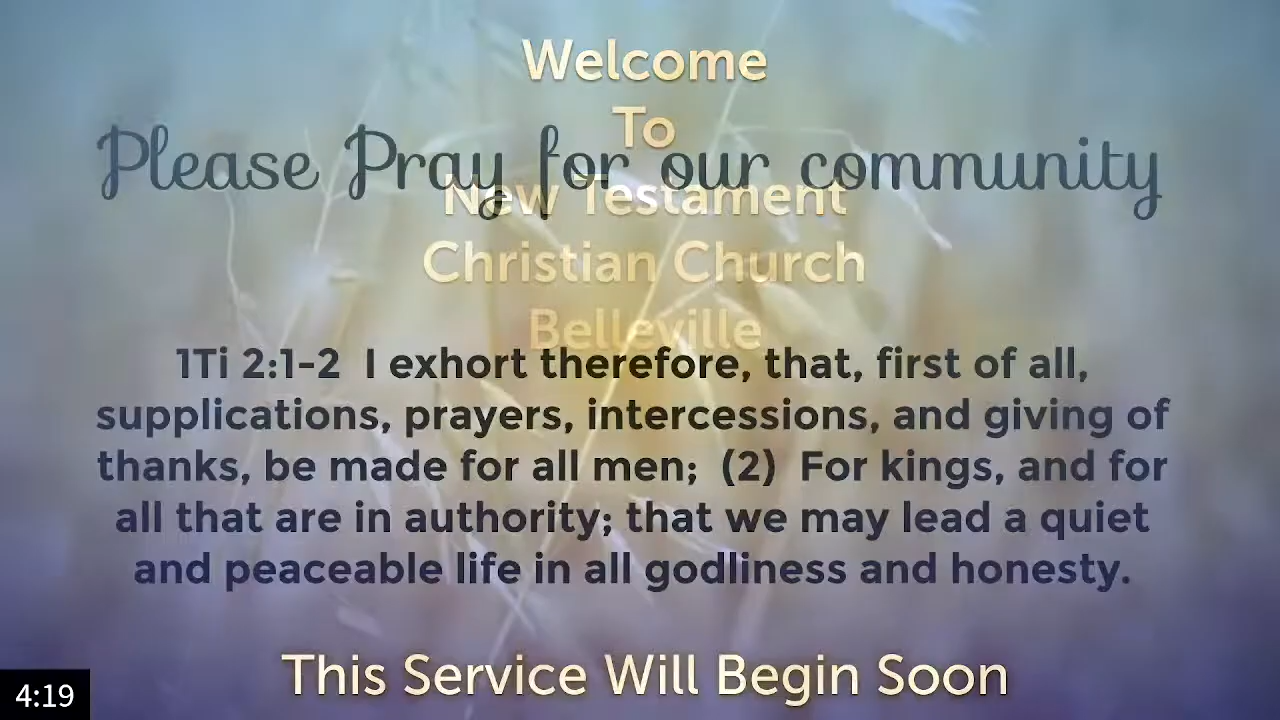 Welcome
To
Please Pray for our community
New Testament
Christian Church
Belleville
1Ti 2:1-2 I exhort therefore, that, first of all,
supplications, prayers, intercessions, and giving of
thanks, be made for all men; (2) For kings, and for
all that are in authority; that we may lead a quiet
and peaceable life in all godliness and honesty.
This Service Will Begin Soon
4:19